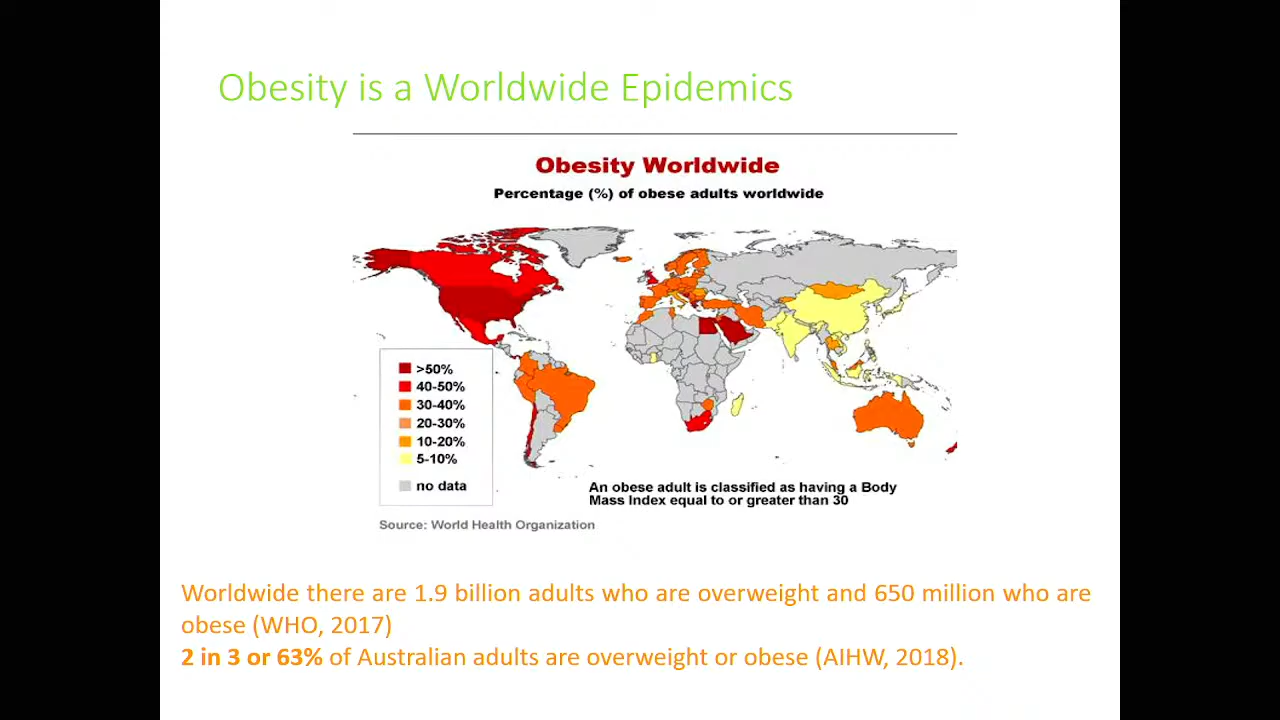 Obesity is a Worldwide Epidemics
Obesity Worldwide
Percentage (%) of obese adults worldwide
>50%
40-50%
30-40%
20-30%
10-20%
5-10%
no data
An obese adult is classified as having a Body
Mass Index equal to or greater than 30
Source: World Health Organization
Worldwide there are 1.9 billion adults who are overweight and 650 million who are
obese (WHO, 2017)
2 in 3 or 63% of Australian adults are overweight or obese (AIHW, 2018).